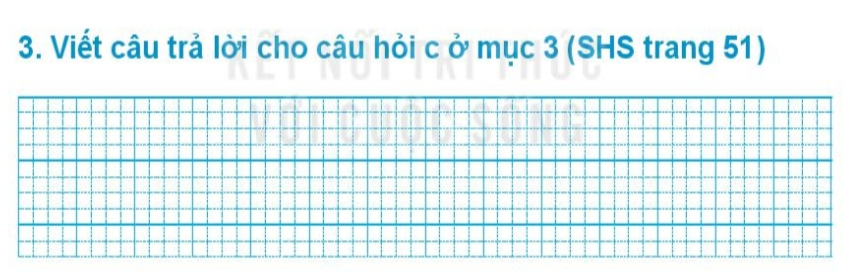 3. Viết câu trả lời cho câu hỏi c ở mục 3 (SHS trang 51)
KẾT NỐI TRI THỨC
VỚI CUỘC SỐNG